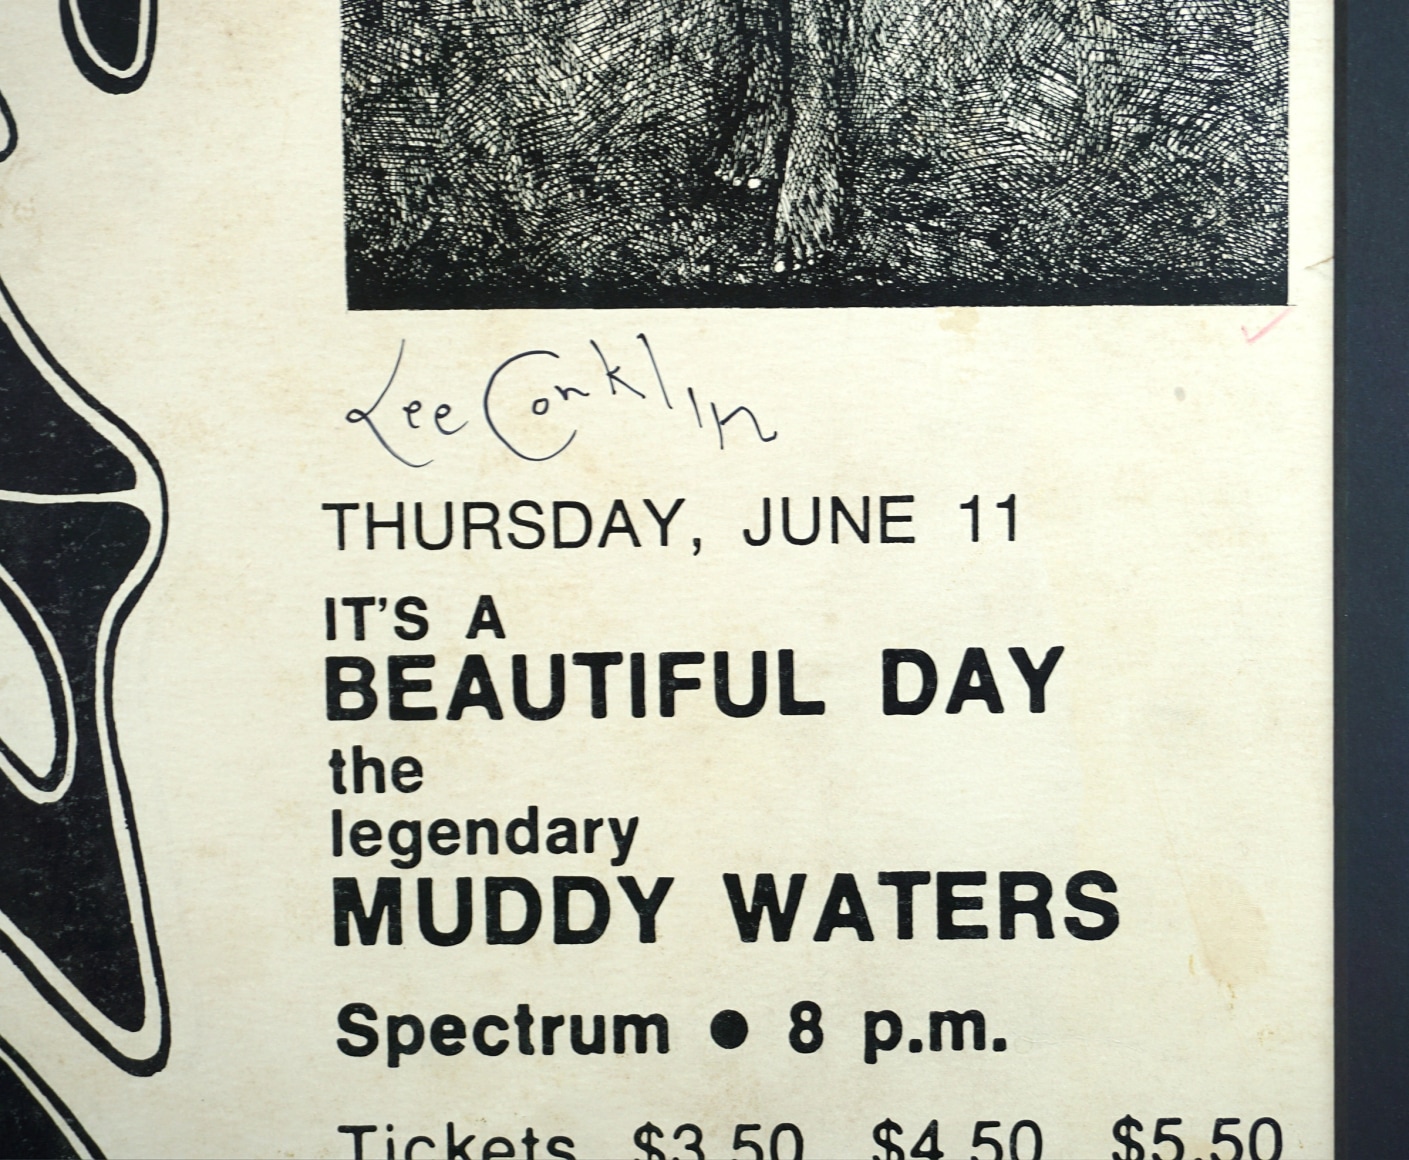 Lee Conklin
THURSDAY, JUNE 11
IT'S A
BEAUTIFUL DAY
the
legendary
MUDDY WATERS
Spectrum ● 8 p.m.
Tickets $3.50 $4.50 $5.50